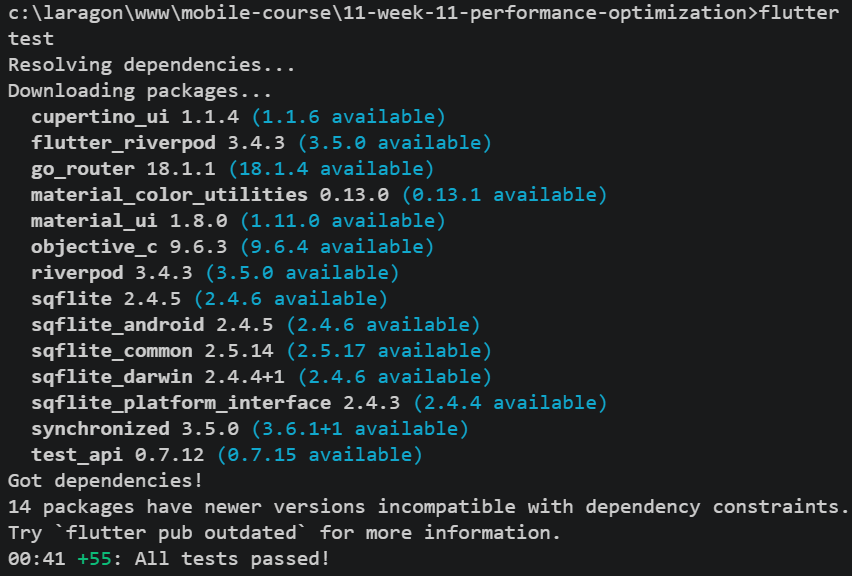 c:\laragon\www\mobile-course\11-week-11-performance-optimization>flutter
test
Resolving dependencies...
Downloading packages...
  cupertino_ui 1.1.4 (1.1.6 available)
  flutter_riverpod 3.4.3 (3.5.0 available)
  go_router 18.1.1 (18.1.4 available)
  material_color_utilities 0.13.0 (0.13.1 available)
  material_ui 1.8.0 (1.11.0 available)
  objective_c 9.6.3 (9.6.4 available)
  riverpod 3.4.3 (3.5.0 available)
  sqflite 2.4.5 (2.4.6 available)
  sqflite_android 2.4.5 (2.4.6 available)
  sqflite_common 2.5.14 (2.5.17 available)
  sqflite_darwin 2.4.4+1 (2.4.6 available)
  sqflite_platform_interface 2.4.3 (2.4.4 available)
  synchronized 3.5.0 (3.6.1+1 available)
  test_api 0.7.12 (0.7.15 available)
Got dependencies!
14 packages have newer versions incompatible with dependency constraints.
Try `flutter pub outdated` for more information.
00:41 +55: All tests passed!